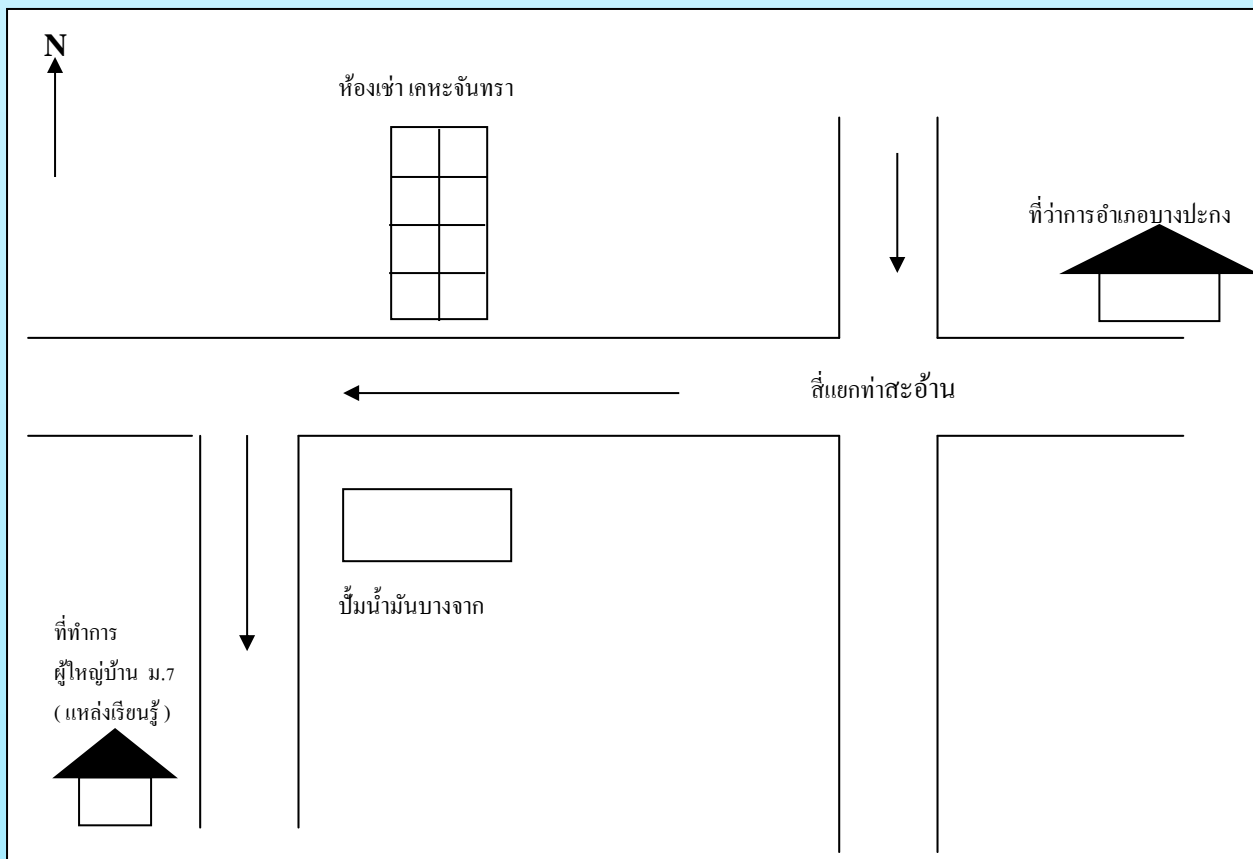 N
ห้องเช่า เคหะจันทรา
ที่ว่าการอำเภอบางปะกง
สี่แยกท่าสะอ้าน
ปั้มน้ำมันบางจาก
ที่ทำการ
ผู้ใหญ่บ้าน ม.7
( แหล่งเรียนรู้ )